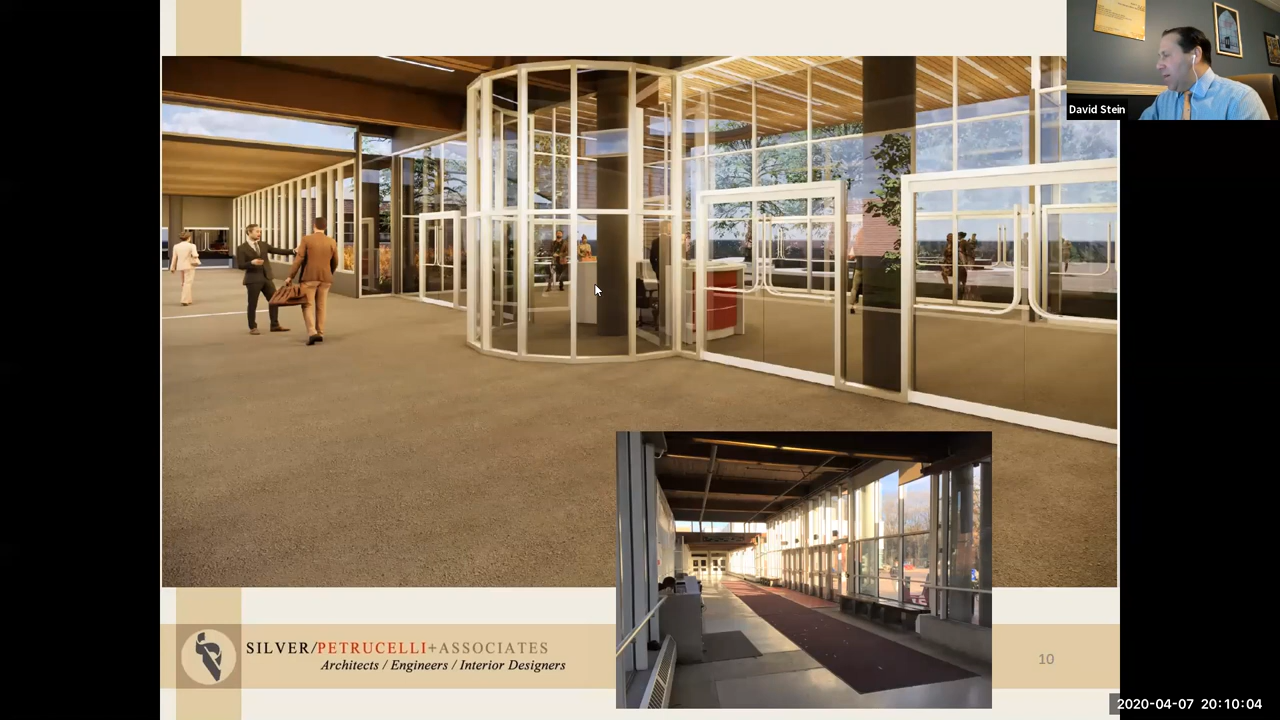 David Stein
SILVER/PETRUCELLI+ASSOCIATES
Architects / Engineers / Interior Designers
10
2020-04-07 20:10:04